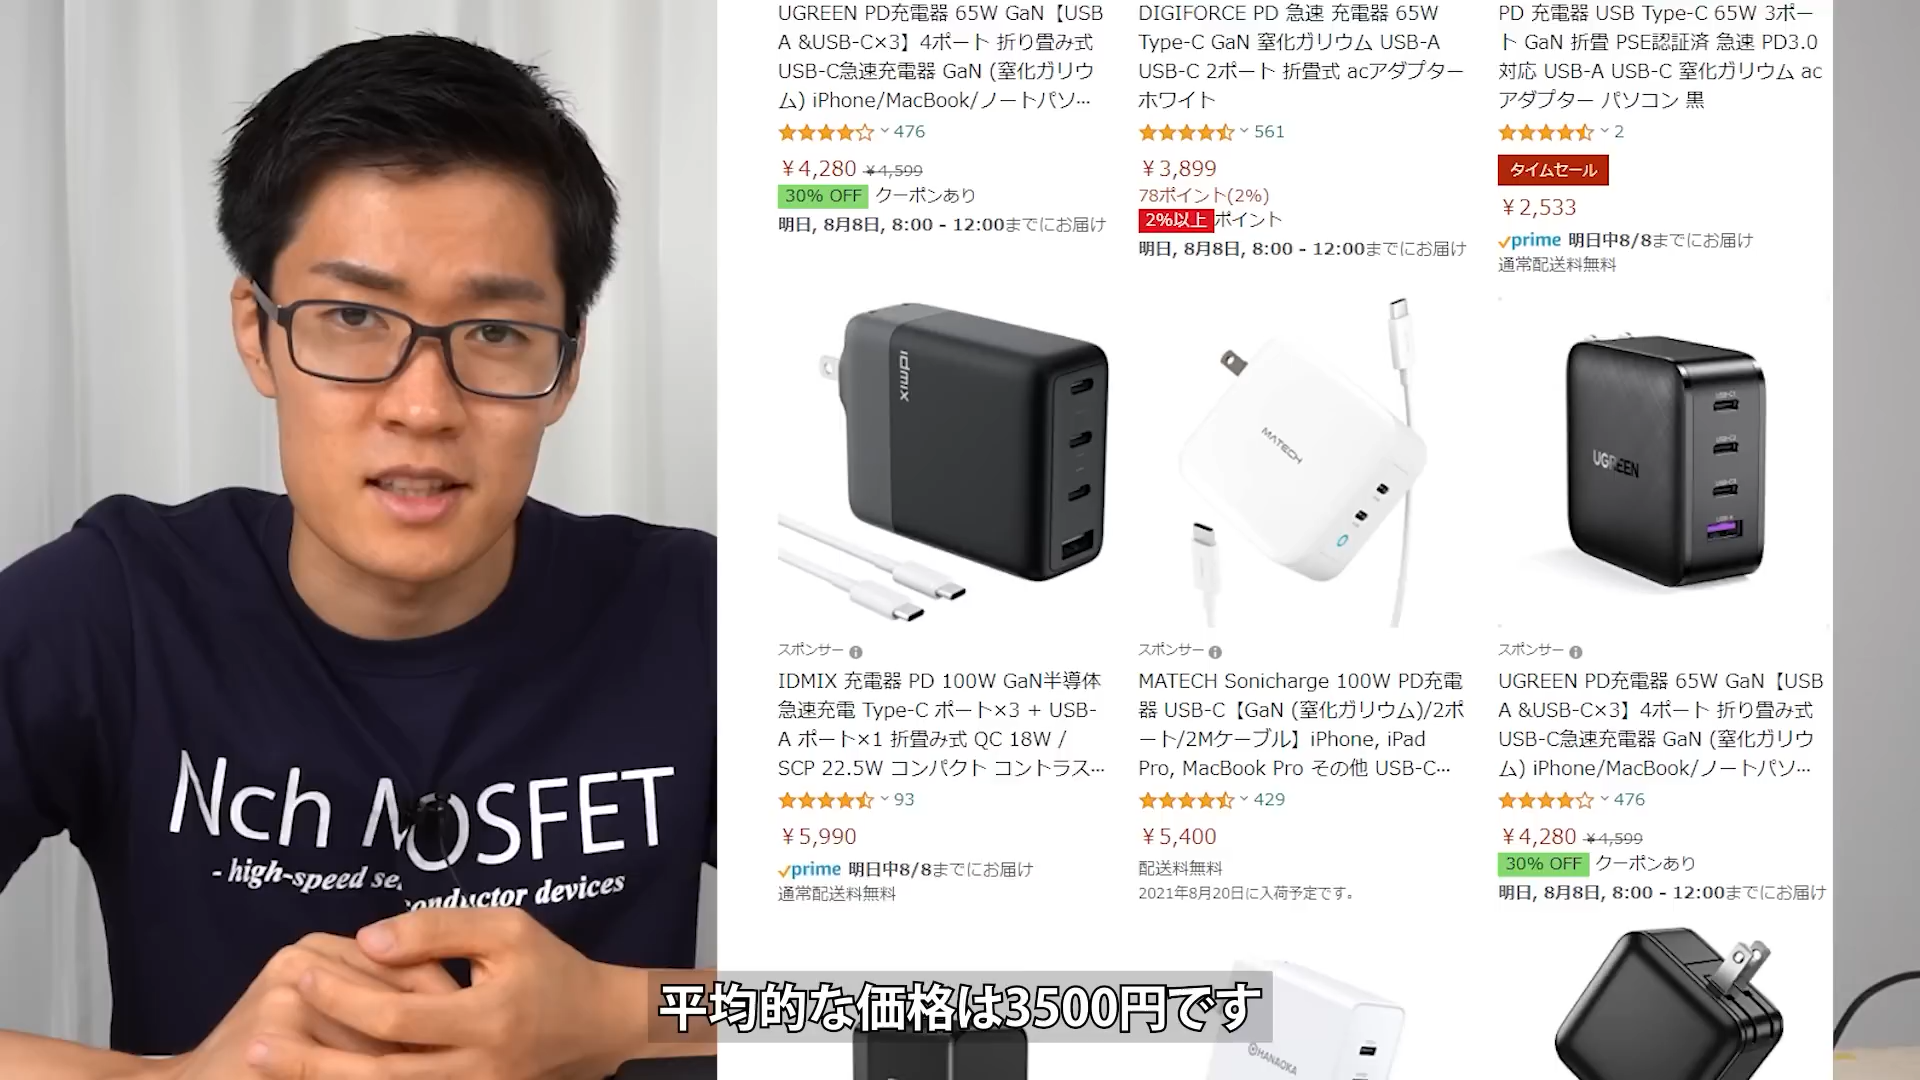 UGREEN PD充電器 65W GaN【USB
A &USB-C×3】4ポート 折り畳み式
USB-C急速充電器 GaN (窒化ガリウ
ム) iPhone/MacBook/ノートパソ…
476
¥4,280 ¥4,599
30% OFF クーポンあり
明日, 8月8日, 8:00 - 12:00までにお届け
DIGIFORCE PD 急速 充電器 65W
Type-C GaN 窒化ガリウム USB-A
USB-C 2ポート 折畳式 acアダプター
ホワイト
561
¥3,899
78ポイント(2%)
2%以上 ポイント
明日, 8月8日, 8:00 - 12:00までにお届け
PD 充電器 USB Type-C 65W 3ポー
ト GaN 折畳 PSE認証済 急速 PD3.0
対応 USB-A USB-C 窒化ガリウム ac
アダプター パソコン 黒
2
タイムセール
¥2,533
prime 明日中8/8までにお届け
通常配送料無料
idmix
MATECH
UGREEN
スポンサー
IDMIX 充電器 PD 100W GaN半導体
急速充電 Type-C ポート×3 + USB-
A ポート×1 折畳み式 QC 18W /
SCP 22.5W コンパクト コントラス…
93
¥5,990
prime 明日中8/8までにお届け
通常配送料無料
スポンサー
MATECH Sonicharge 100W PD充電
器 USB-C【GaN (窒化ガリウム)/2ポ
ート/2Mケーブル】iPhone, iPad
Pro, MacBook Pro その他 USB-C…
429
¥5,400
配送料無料
2021年8月20日に入荷予定です。
スポンサー
UGREEN PD充電器 65W GaN【USB
A &USB-C×3】4ポート 折り畳み式
USB-C急速充電器 GaN (窒化ガリウ
ム) iPhone/MacBook/ノートパソ…
476
¥4,280 ¥4,599
30% OFF クーポンあり
明日, 8月8日, 8:00 - 12:00までにお届け
HANAOKA
Nch MOSFET
- high-speed se
onductor devices
平均的な価格は3500円です